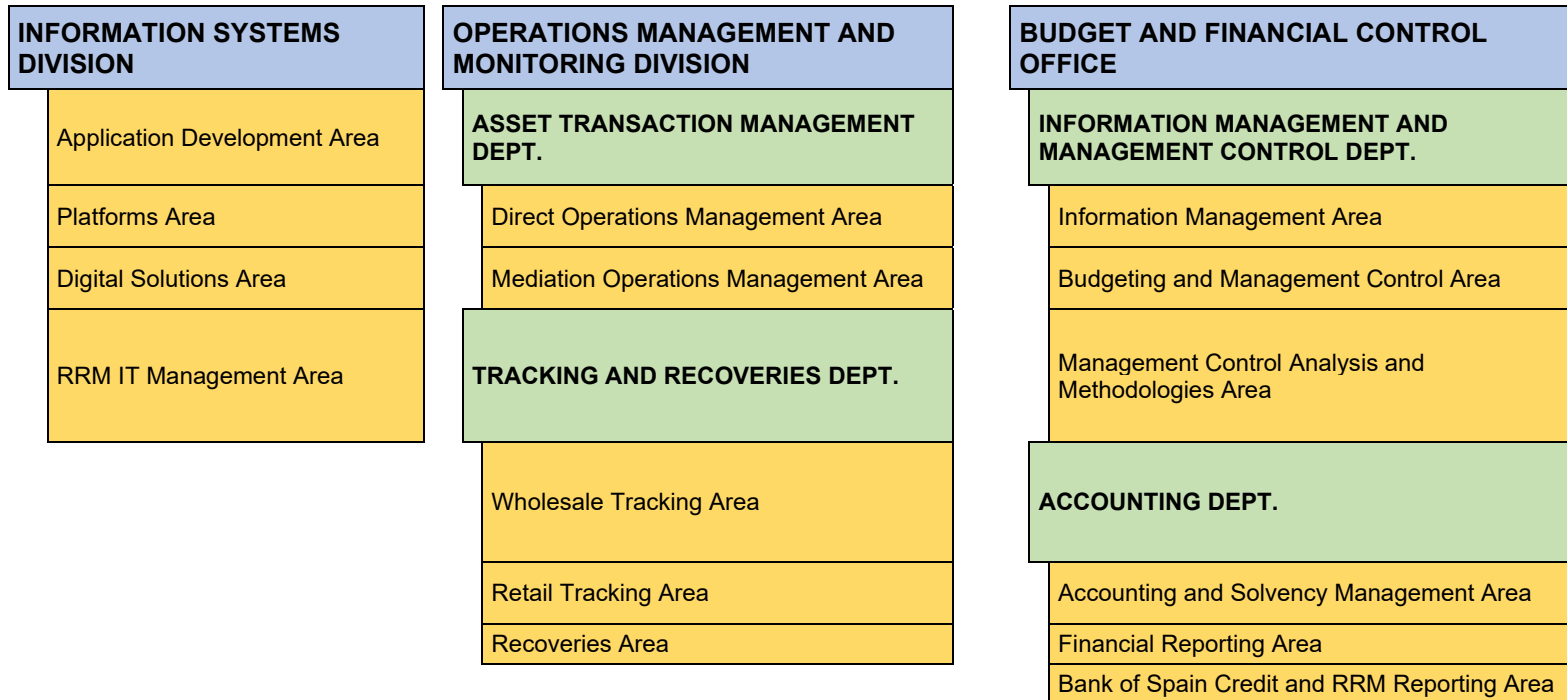 INFORMATION SYSTEMS
DIVISION
Application Development Area
Platforms Area
Digital Solutions Area
RRM IT Management Area
OPERATIONS MANAGEMENT AND
MONITORING DIVISION
ASSET TRANSACTION MANAGEMENT
DEPT.
Direct Operations Management Area
Mediation Operations Management Area
TRACKING AND RECOVERIES DEPT.
Wholesale Tracking Area
Retail Tracking Area
Recoveries Area
BUDGET AND FINANCIAL CONTROL
OFFICE
INFORMATION MANAGEMENT AND
MANAGEMENT CONTROL DEPT.
Information Management Area
Budgeting and Management Control Area
Management Control Analysis and
Methodologies Area
ACCOUNTING DEPT.
Accounting and Solvency Management Area
Financial Reporting Area
Bank of Spain Credit and RRM Reporting Area